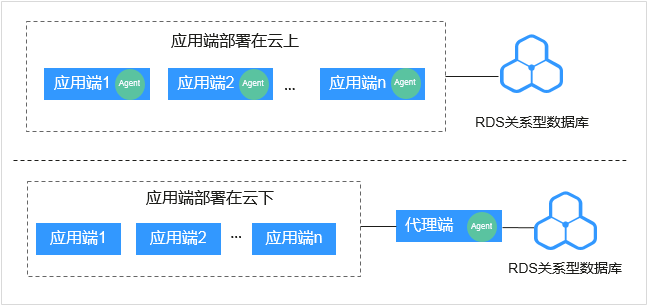 应用端部署在云上
应用端1 Agent 应用端2 Agent ... 应用端n Agent
RDS关系型数据库
应用端部署在云下
应用端1 应用端2 ... 应用端n 代理端 Agent
RDS关系型数据库